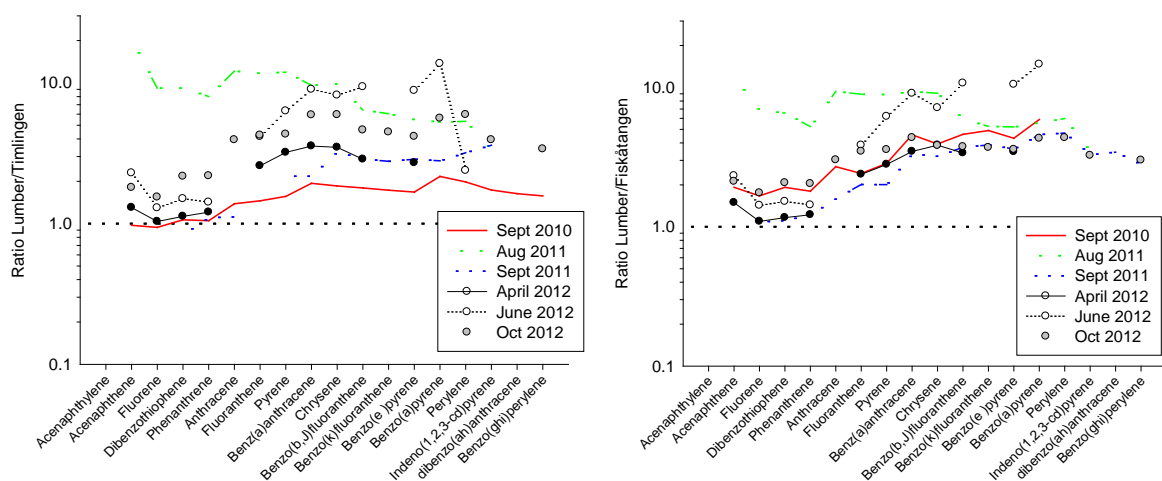 Ratio Lumber/Timlingen
10.0
1.0
0.1
Sept 2010
Aug 2011
Sept 2011
April 2012
June 2012
Oct 2012
Acenaphthylene
Acenaphthene
Fluorene
Dibenzothiophene
Phenanthrene
Anthracene
Fluoranthene
Pyrene
Benz(a)anthracene
Chrysene
Benzo(b,J)fluoranthene
Benzo(k)fluoranthene
Benzo(e )pyrene
Benzo(a)pyrene
Perylene
Indeno(1,2,3-cd)pyrene
dibenzo(ah)anthracene
Benzo(ghi)perylene
Ratio Lumber/Fiskåtangen
10.0
1.0
0.1
Sept 2010
Aug 2011
Sept 2011
April 2012
June 2012
Oct 2012
Acenaphthylene
Acenaphthene
Fluorene
Dibenzothiophene
Phenanthrene
Anthracene
Fluoranthene
Pyrene
Benz(a)anthracene
Chrysene
Benzo(b,J)fluoranthene
Benzo(k)fluoranthene
Benzo(e )pyrene
Benzo(a)pyrene
Perylene
Indeno(1,2,3-cd)pyrene
dibenzo(ah)anthracene
Benzo(ghi)perylene